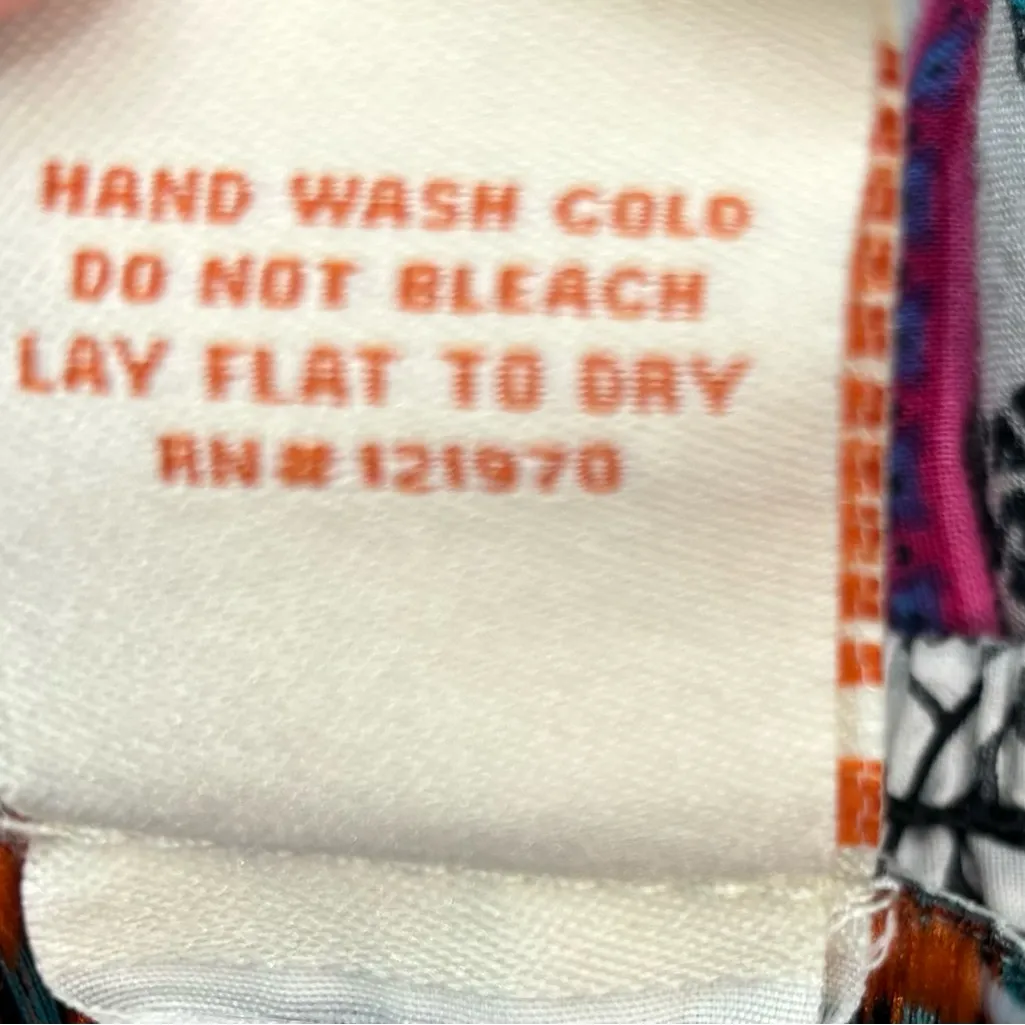 HAND WASH COLD
DO NOT BLEACH
LAY FLAT TO DRY
RN# 121970